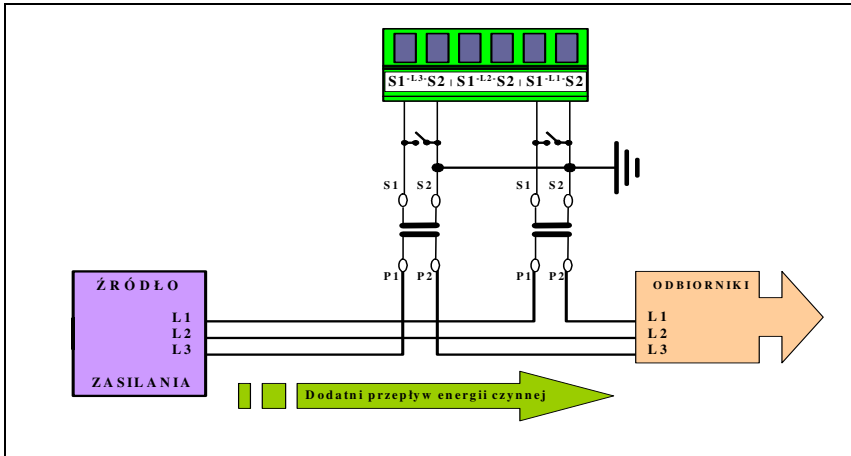 S1-L3-S2 | S1-L2-S2 | S1-L1-S2
S1 S2 S1 S2
P1 P2 P1 P2
ŹRÓDŁO
L1
L2
L3
ZASILANIA
ODBIORNIKI
L1
L2
L3
Dodatni przepływ energii czynnej